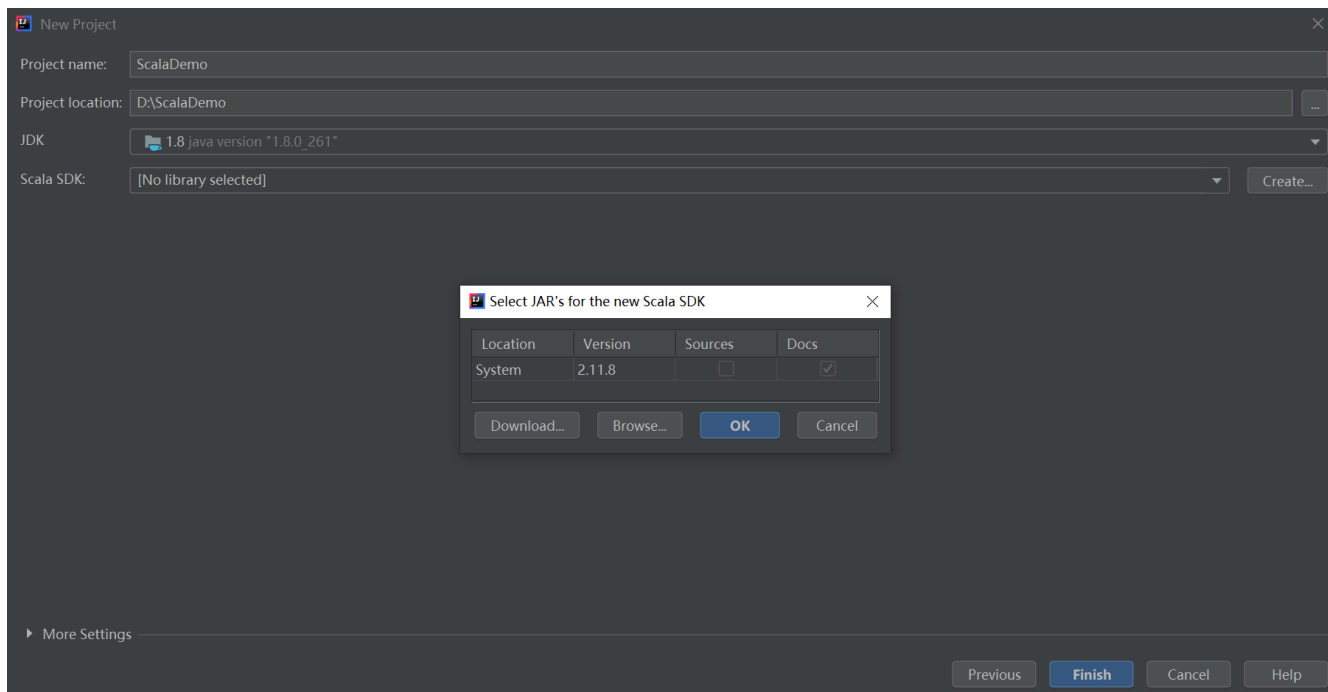 New Project
Project name: ScalaDemo
Project location: D:\ScalaDemo ...
JDK 1.8 java version "1.8.0_261"
Scala SDK: [No library selected] Create...
Select JAR's for the new Scala SDK
Location Version Sources Docs
System 2.11.8
Download... Browse... OK Cancel
More Settings
Previous Finish Cancel Help